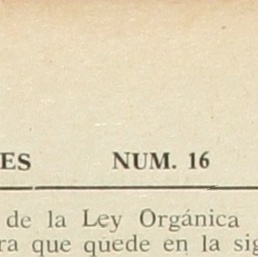 ES NUM. 16
de la Ley Orgánica
ra que quede en la sig